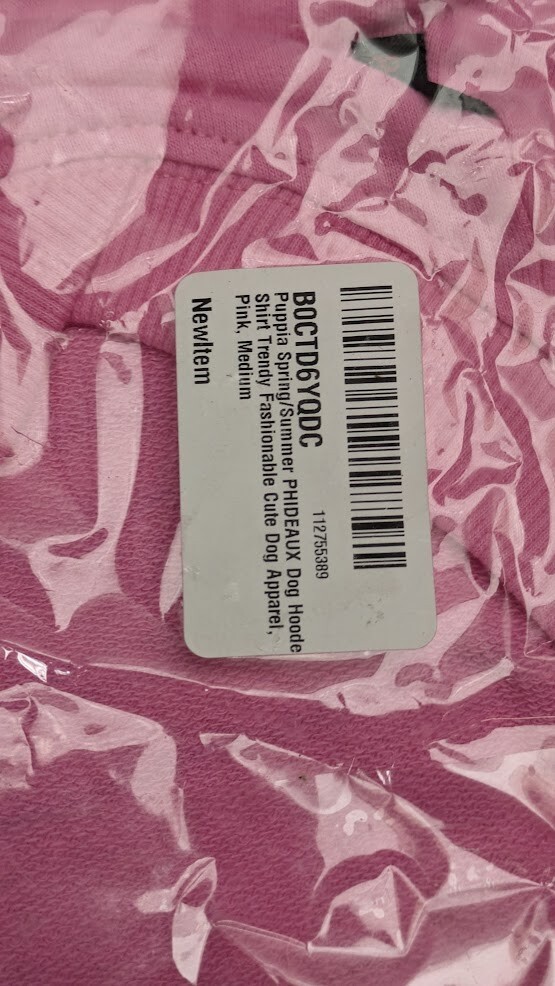 112755389
B0CTD6YQDC
Puppia Spring/Summer PHIDEAUX Dog Hoode
Shirt Trendy Fashionable Cute Dog Apparel,
Pink, Medium
NewItem